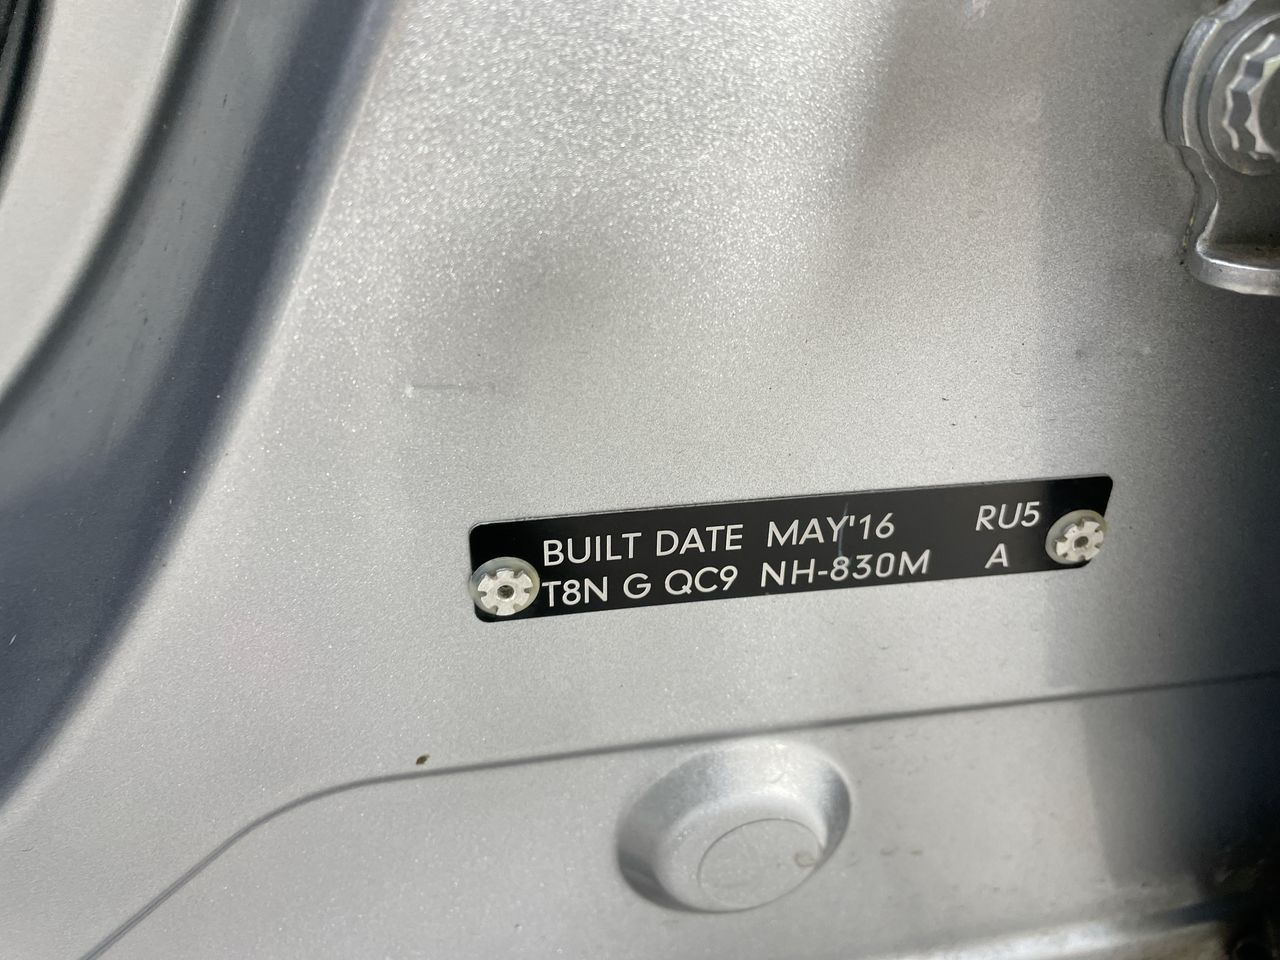 BUILT DATE MAY'16 RU5
T8N G QC9 NH-830M A